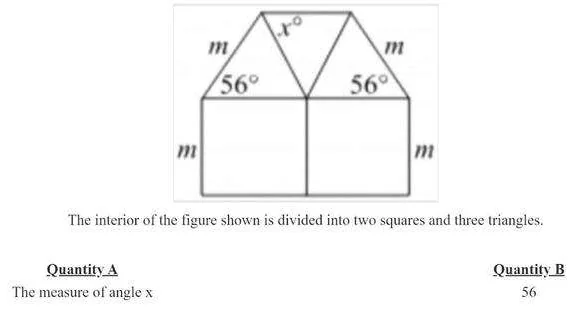 x°
m m
56° 56°
m m
The interior of the figure shown is divided into two squares and three triangles.
Quantity A Quantity B
The measure of angle x 56